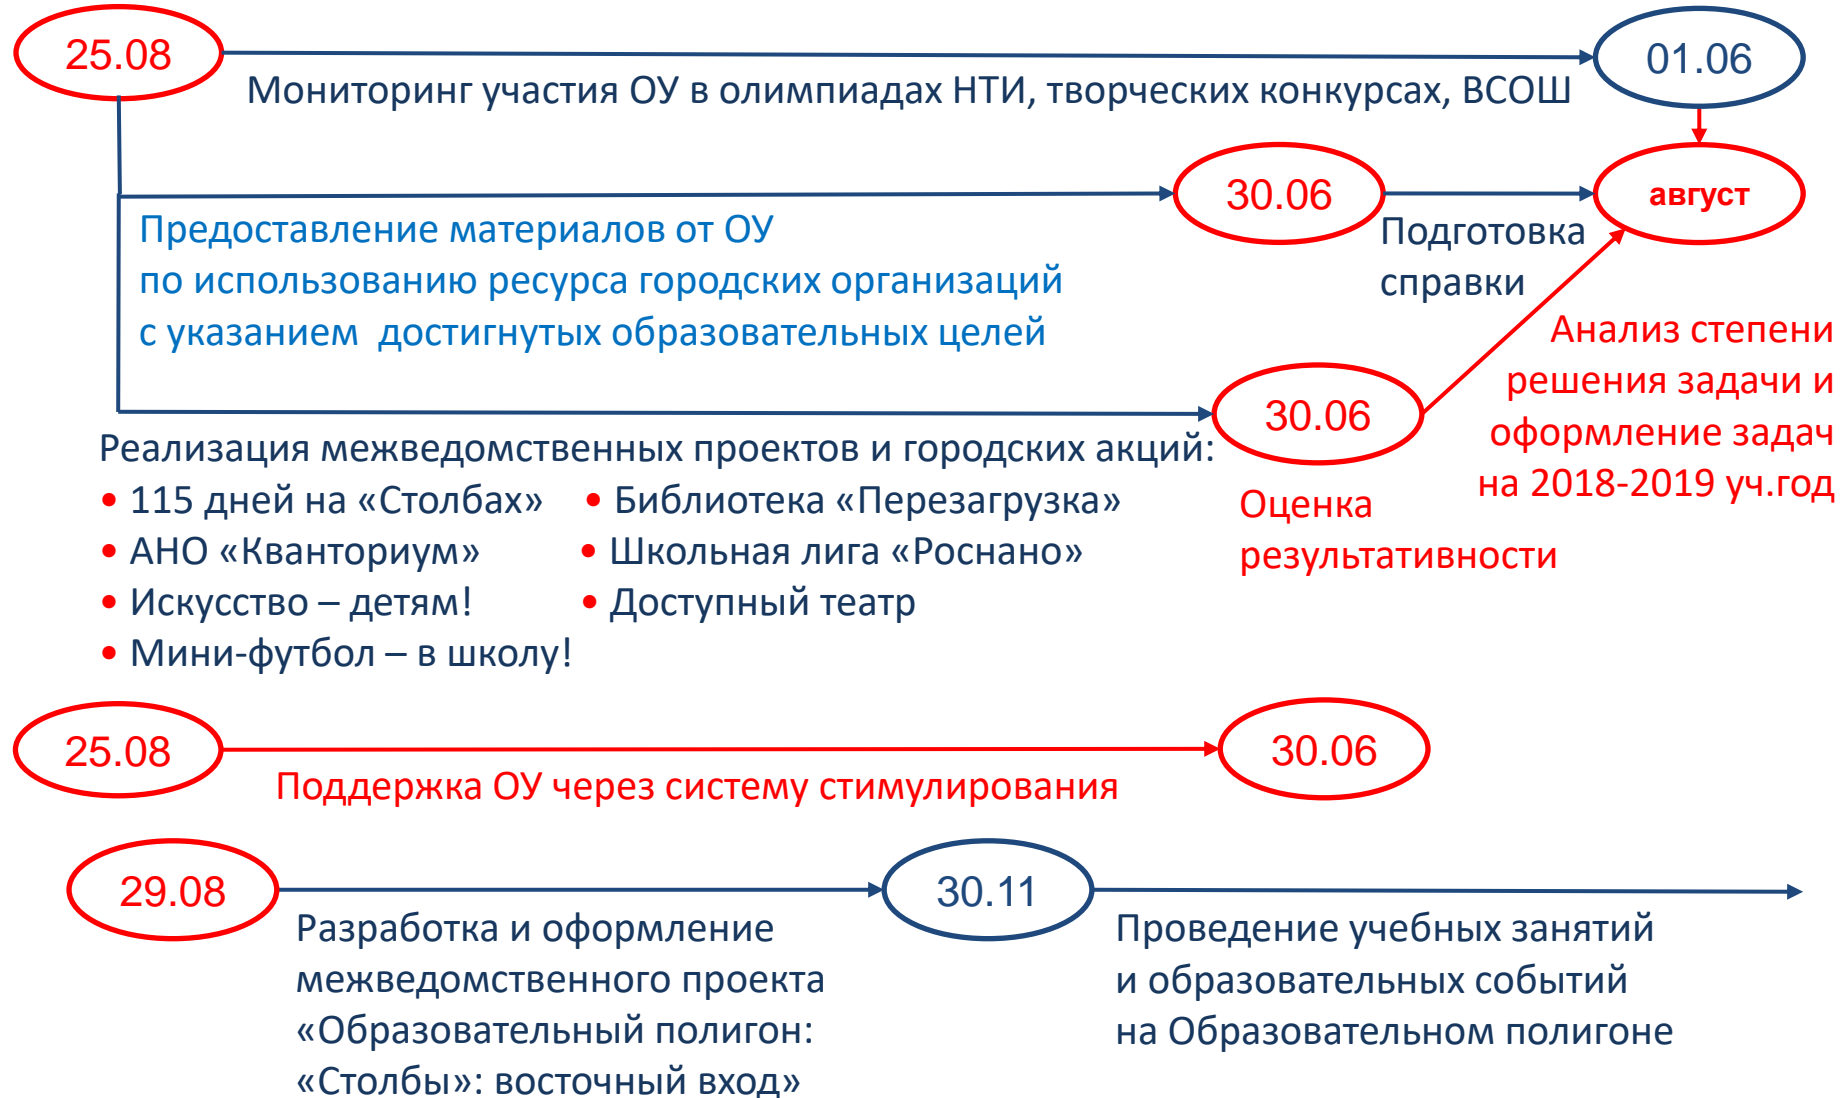 25.08
01.06
Мониторинг участия ОУ в олимпиадах НТИ, творческих конкурсах, ВСОШ
30.06
август
Предоставление материалов от ОУ
по использованию ресурса городских организаций
с указанием достигнутых образовательных целей
Подготовка
справки
Анализ степени
решения задачи и
оформление задач
на 2018-2019 уч.год
30.06
Оценка
результативности
Реализация межведомственных проектов и городских акций:
• 115 дней на «Столбах»
• Библиотека «Перезагрузка»
• АНО «Кванториум»
• Школьная лига «Роснано»
• Искусство – детям!
• Доступный театр
• Мини-футбол – в школу!
25.08
30.06
Поддержка ОУ через систему стимулирования
29.08
30.11
Разработка и оформление
межведомственного проекта
«Образовательный полигон:
«Столбы»: восточный вход»
Проведение учебных занятий
и образовательных событий
на Образовательном полигоне